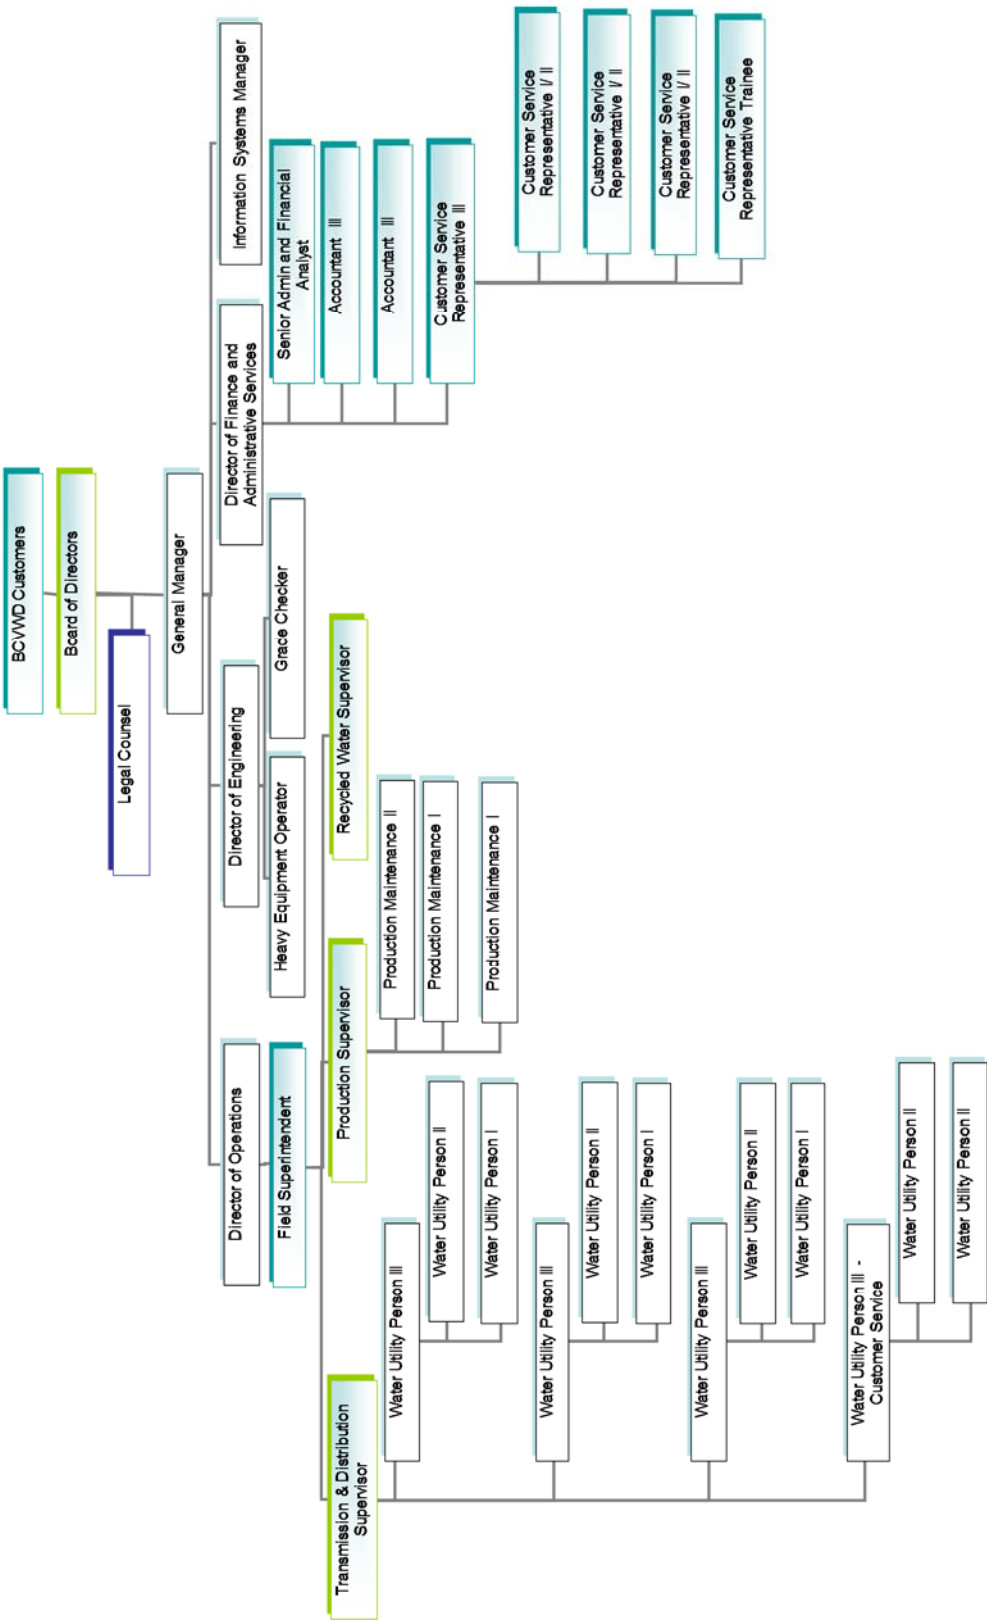 BCVWD Customers
Board of Directors
Legal Counsel
General Manager
Director of Operations
Director of Engineering
Director of Finance and
Administrative Services
Information Systems Manager
Field Superintendent
Heavy Equipment Operator
Grace Checker
Senior Admin and Financial
Analyst
Accountant III
Accountant III
Customer Service
Representative III
Customer Service
Representative I/ II
Customer Service
Representative I/ II
Customer Service
Representative I/ II
Customer Service
Representative Trainee
Transmission & Distribution
Supervisor
Production Supervisor
Recycled Water Supervisor
Production Maintenance II
Production Maintenance I
Production Maintenance I
Water Utility Person III
Water Utility Person II
Water Utility Person I
Water Utility Person III
Water Utility Person II
Water Utility Person I
Water Utility Person III
Water Utility Person II
Water Utility Person I
Water Utility Person III -
Customer Service
Water Utility Person II
Water Utility Person II